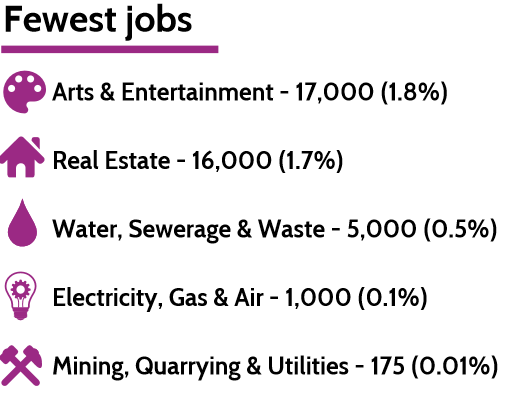 Fewest jobs
Arts & Entertainment - 17,000 (1.8%)
Real Estate - 16,000 (1.7%)
Water, Sewerage & Waste - 5,000 (0.5%)
Electricity, Gas & Air - 1,000 (0.1%)
Mining, Quarrying & Utilities - 175 (0.01%)